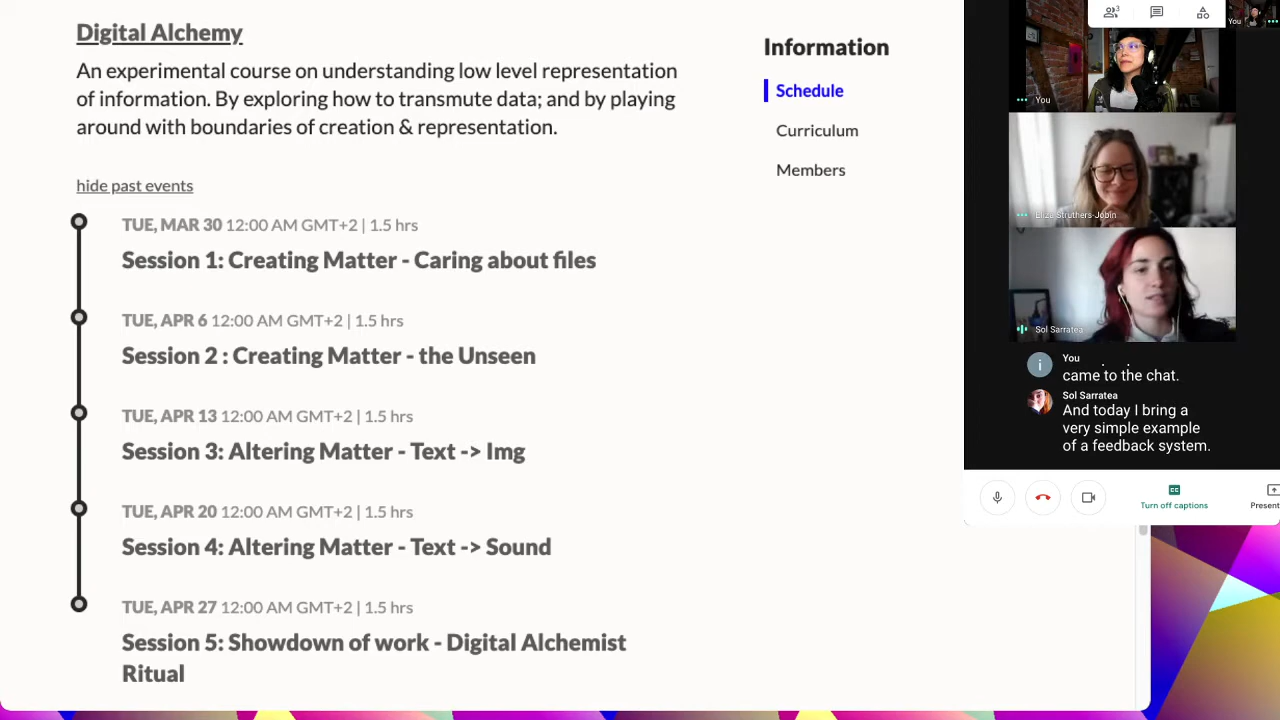 Digital Alchemy
An experimental course on understanding low level representation
of information. By exploring how to transmute data; and by playing
around with boundaries of creation & representation.
hide past events
TUE, MAR 30 12:00 AM GMT+2 | 1.5 hrs
Session 1: Creating Matter - Caring about files
TUE, APR 6 12:00 AM GMT+2 | 1.5 hrs
Session 2 : Creating Matter - the Unseen
TUE, APR 13 12:00 AM GMT+2 | 1.5 hrs
Session 3: Altering Matter - Text -> Img
TUE, APR 20 12:00 AM GMT+2 | 1.5 hrs
Session 4: Altering Matter - Text -> Sound
TUE, APR 27 12:00 AM GMT+2 | 1.5 hrs
Session 5: Showdown of work - Digital Alchemist
Ritual
Information
Schedule
Curriculum
Members
3
You
You
Eliza Struthers-Jobin
Sol Sarratea
i
You
came to the chat.
Sol Sarratea
And today I bring a
very simple example
of a feedback system.
CC
Turn off captions
Present